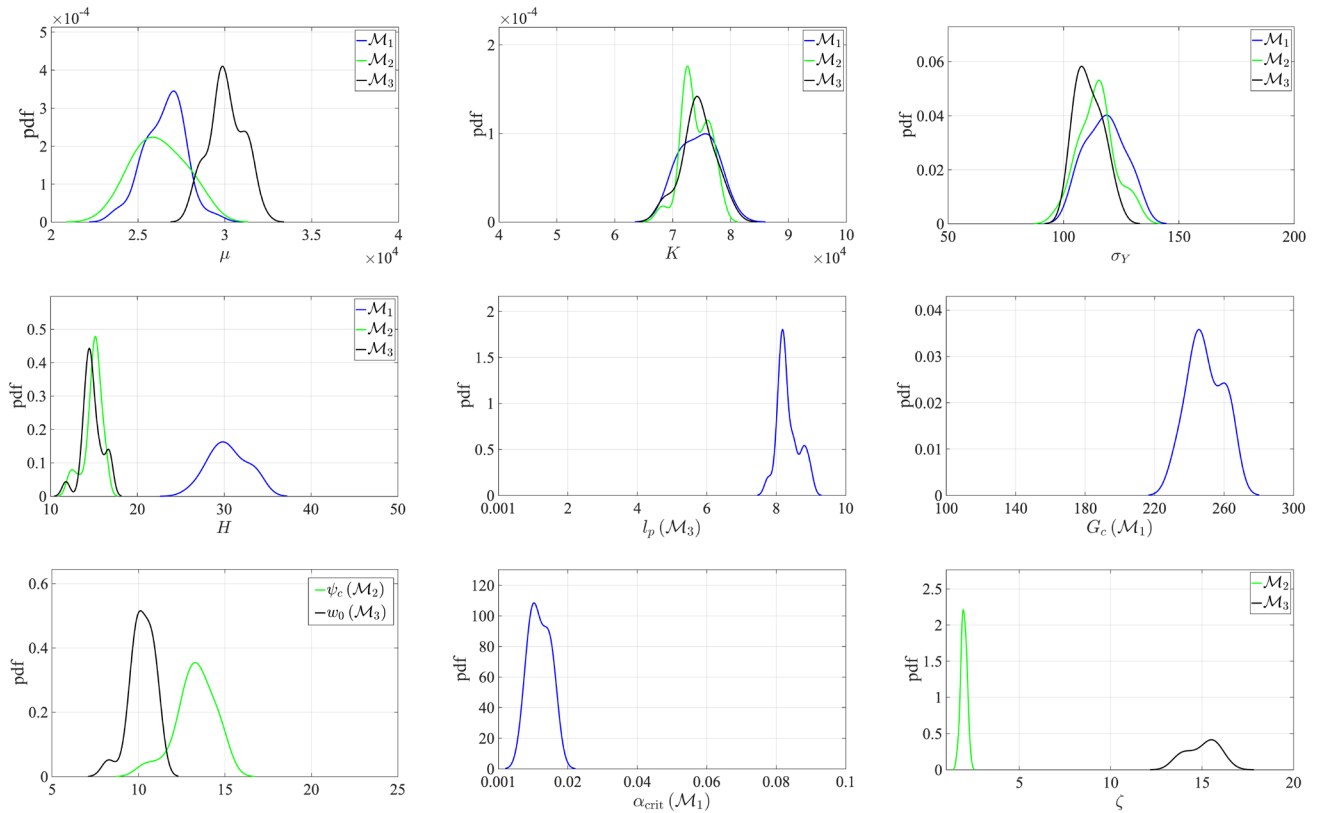 ×10⁻⁴
5
4
3
2
1
0
pdf
2
2.5
3
3.5
4
×10⁴
μ
ℳ₁
ℳ₂
ℳ₃
×10⁻⁴
2
1
0
pdf
4
5
6
7
8
9
10
×10⁴
K
ℳ₁
ℳ₂
ℳ₃
0.06
0.04
0.02
0
pdf
50
100
150
200
σ_Y
ℳ₁
ℳ₂
ℳ₃
0.5
0.4
0.3
0.2
0.1
0
pdf
10
20
30
40
50
H
ℳ₁
ℳ₂
ℳ₃
2
1.5
1
0.5
0
pdf
0.001
2
4
6
8
10
l_p (ℳ₃)
0.04
0.03
0.02
0.01
0
pdf
100
140
180
220
260
300
G_c (ℳ₁)
0.6
0.4
0.2
0
pdf
5
10
15
20
25
ψ_c (ℳ₂)
w₀ (ℳ₃)
120
100
80
60
40
20
0
pdf
0.001
0.02
0.04
0.06
0.08
0.1
α_crit (ℳ₁)
2.5
2
1.5
1
0.5
0
pdf
5
10
15
20
ζ
ℳ₂
ℳ₃